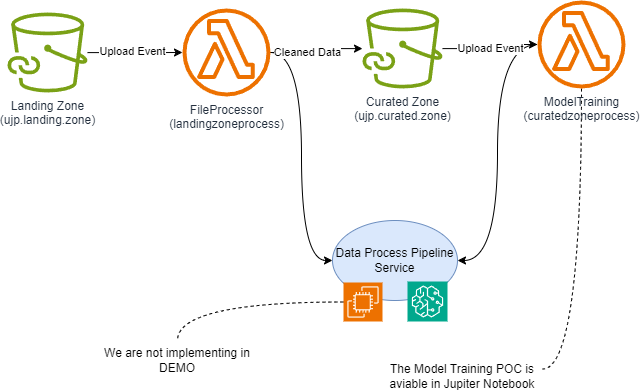 Upload Event
Cleaned Data
Upload Event
Landing Zone
(ujp.landing.zone)
FileProcessor
(landingzoneprocess)
Curated Zone
(ujp.curated.zone)
ModelTraining
(curatedzoneprocess)
Data Process Pipeline
Service
We are not implementing in
DEMO
The Model Training POC is
aviable in Jupiter Notebook